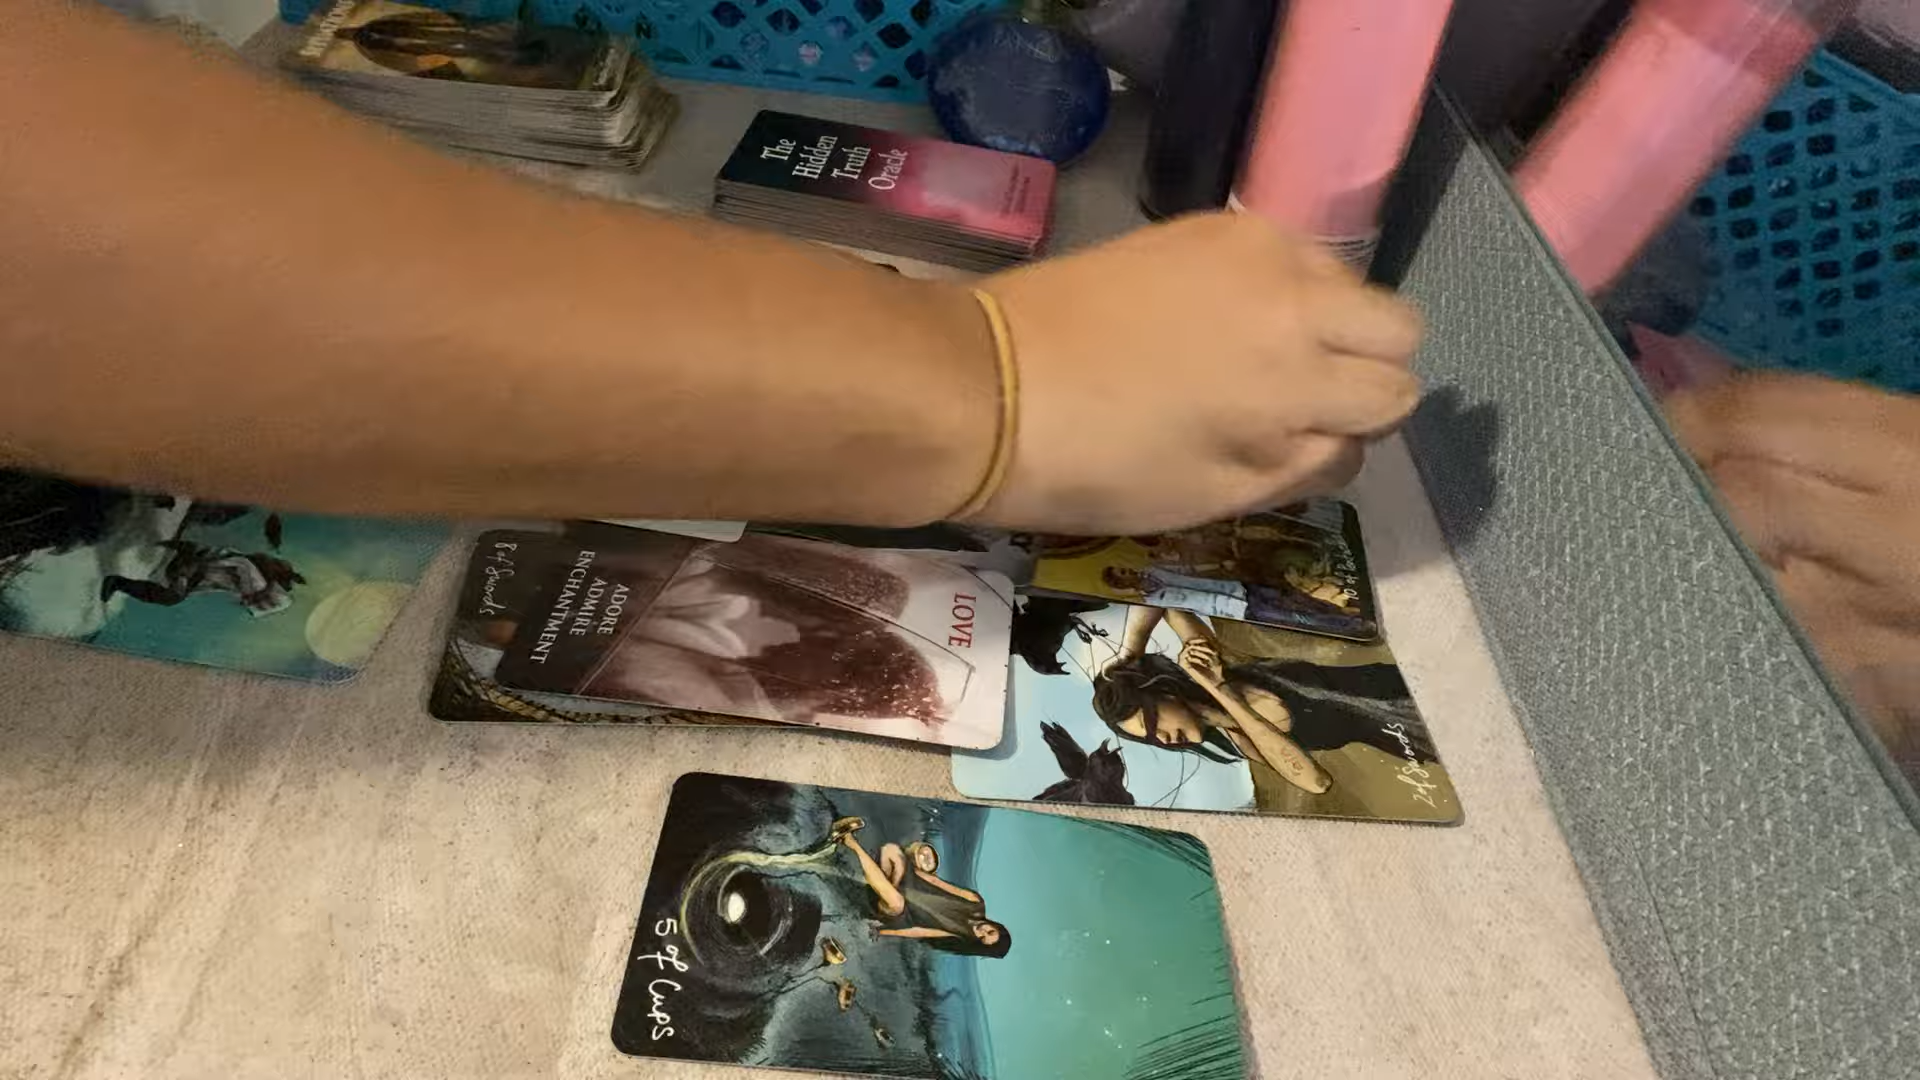 The
Hidden
Truth
Oracle
8 of Swords
ADORE
ADMIRE
ENCHANTMENT
LOVE
10 of
2 of Swords
5 of Cups